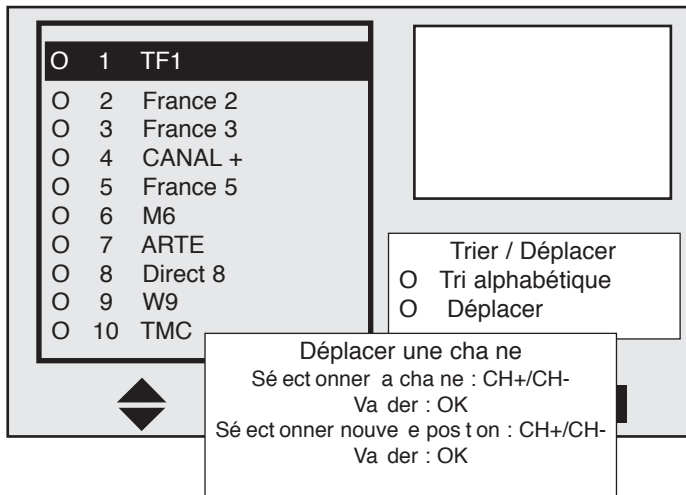 O 1 TF1
O 2 France 2
O 3 France 3
O 4 CANAL +
O 5 France 5
O 6 M6
O 7 ARTE
O 8 Direct 8
O 9 W9
O 10 TMC
Trier / Déplacer
O Tri alphabétique
O Déplacer
Déplacer une cha ne
Sé ect onner a cha ne : CH+/CH-
Va der : OK
Sé ect onner nouve e pos t on : CH+/CH-
Va der : OK